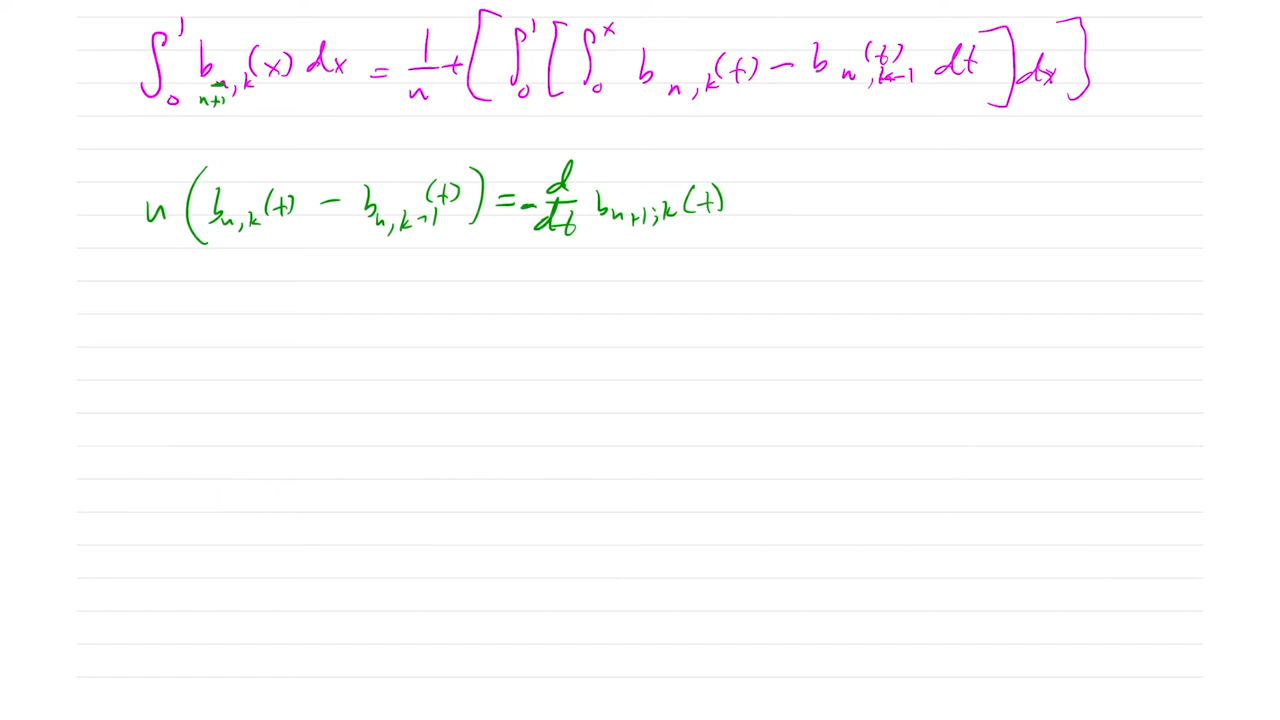 ∫₀¹ b_{n+1,k}(x) dx = 1/n + [ ∫₀¹ [ ∫₀ˣ b_{n,k}(t) − b_{n,k−1}(t) dt ] dx ]
n ( b_{n,k}(t) − b_{n,k−1}(t) ) = − d/dt b_{n+1,k}(t)